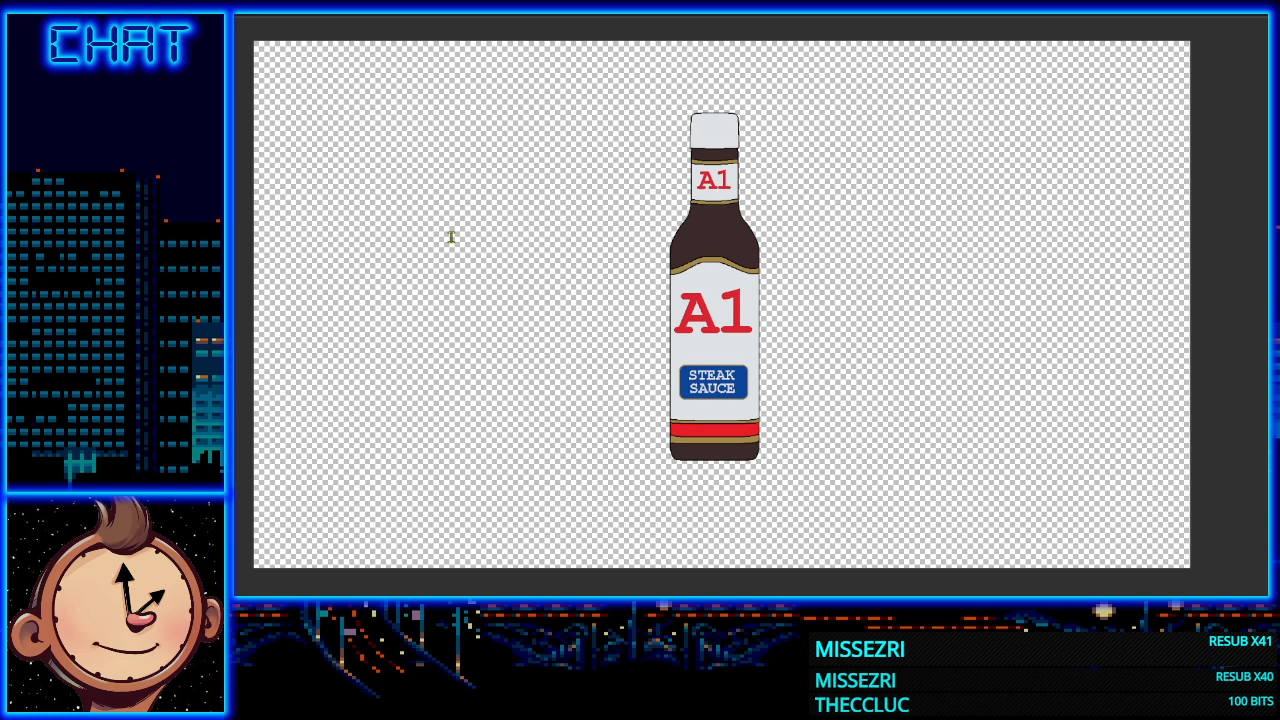 CHAT
A1
A1
STEAK
SAUCE
MISSEZRI RESUB X41
MISSEZRI RESUB X40
THECCLUC 100 BITS